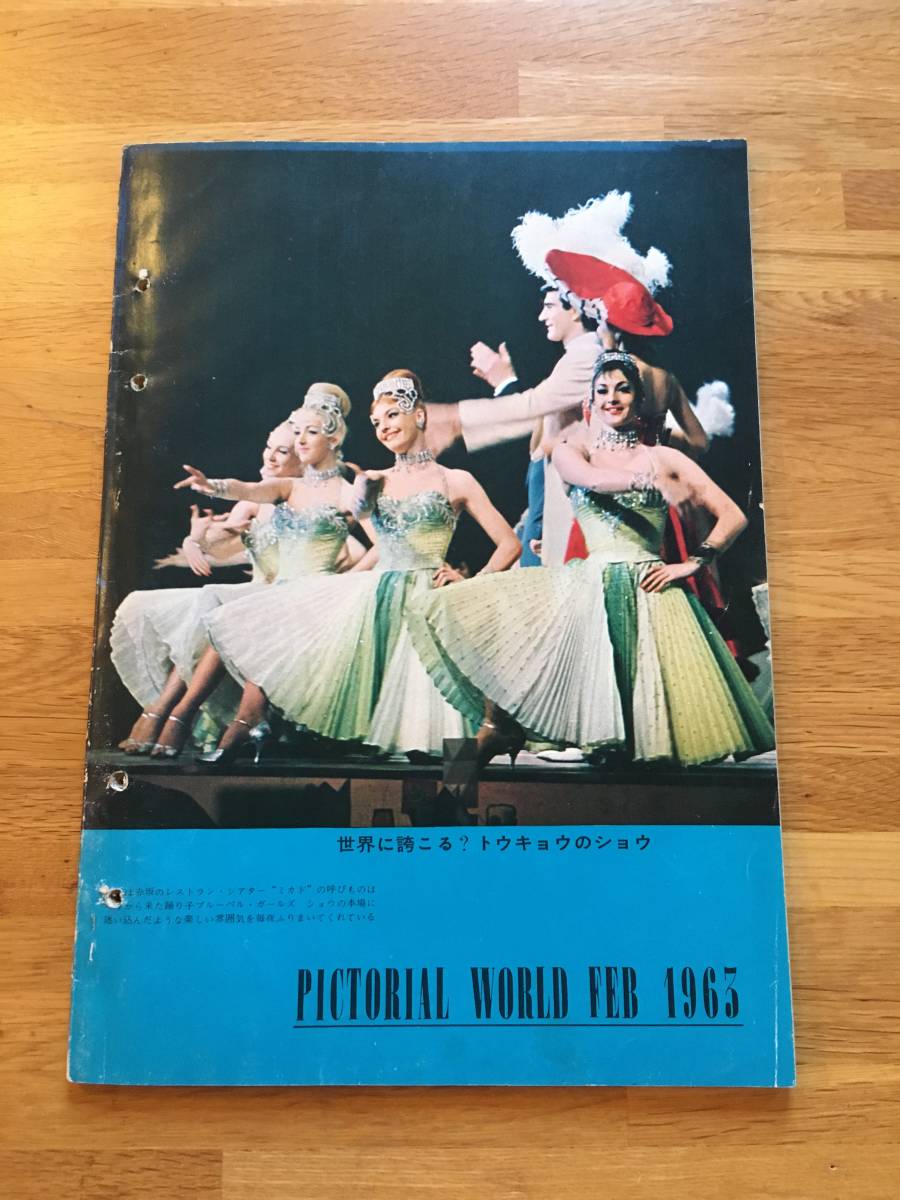 世界に誇こる?トウキョウのショウ
は赤坂のレストラン・シアター“ミカド”の呼びものは
から来た踊り子ブルーベル・ガールズ ショウの本場に
迷い込んだような楽しい雰囲気を毎夜ふりまいてくれている
PICTORIAL WORLD FEB 1963